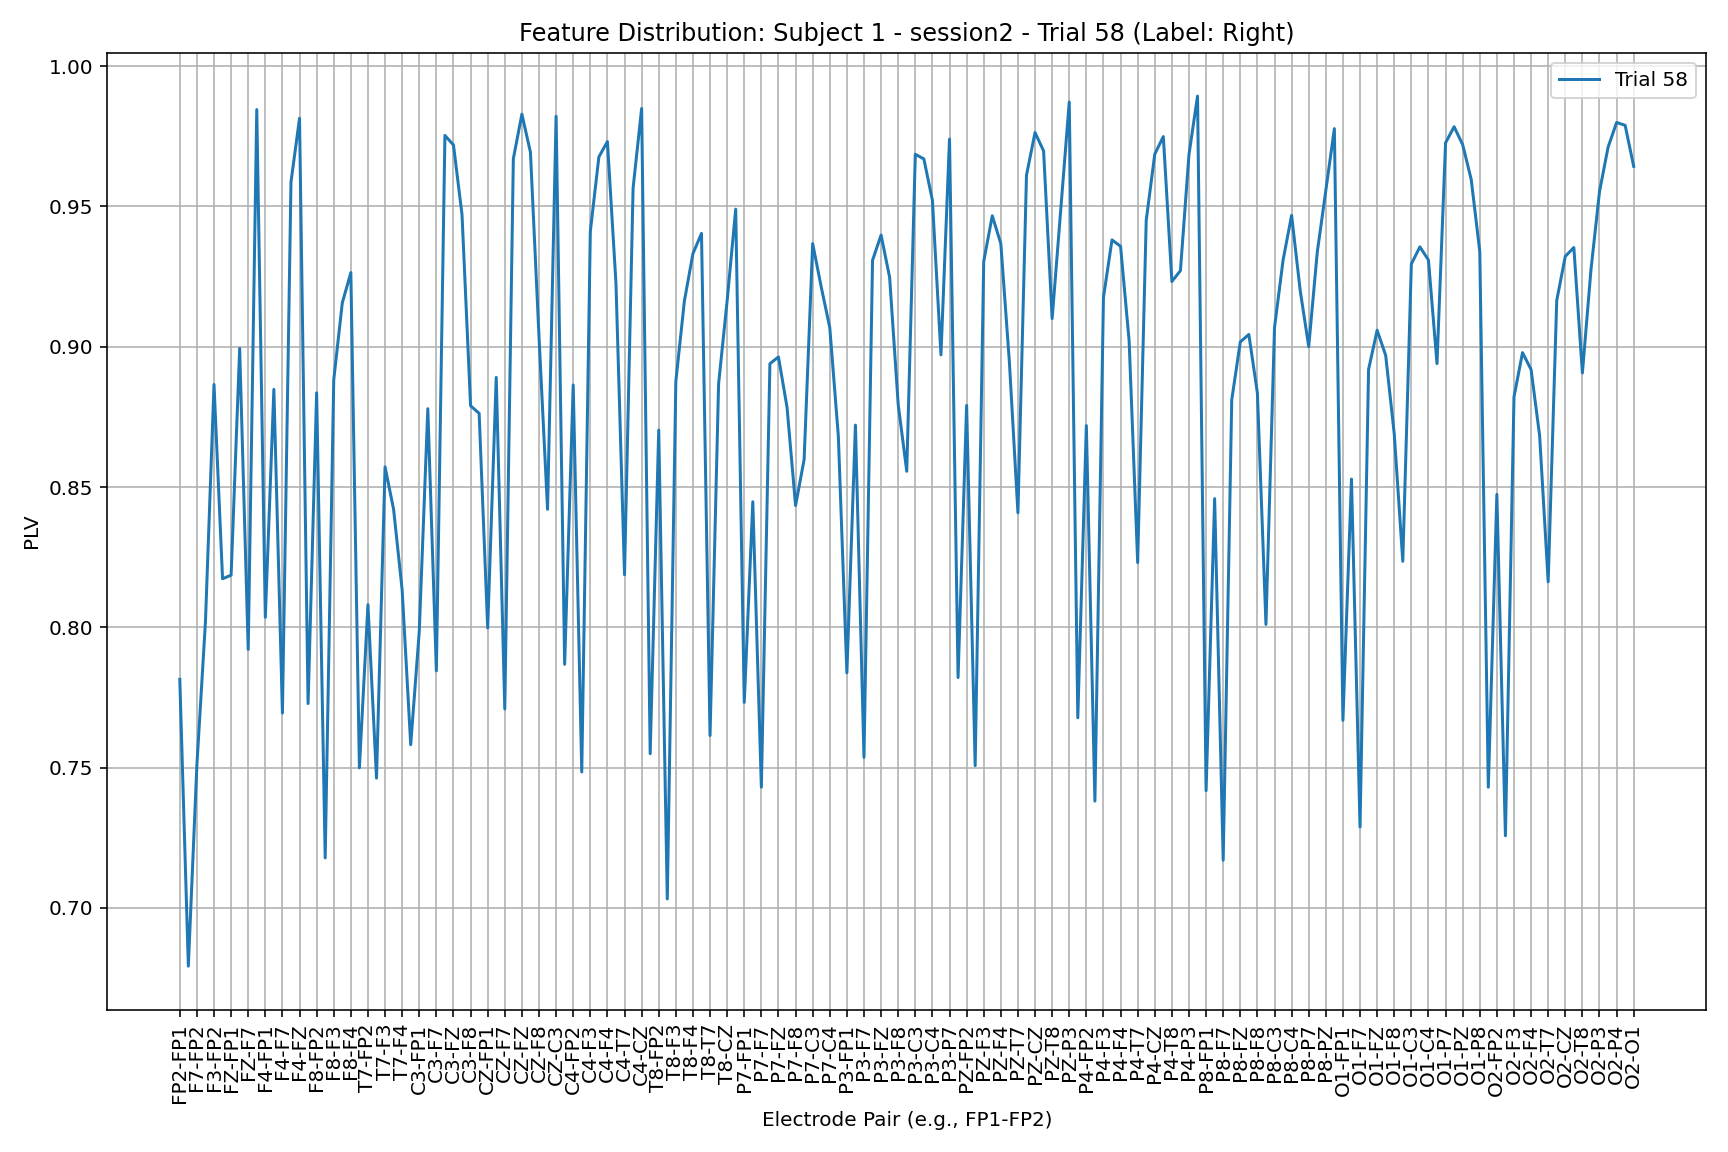 Feature Distribution: Subject 1 - session2 - Trial 58 (Label: Right)
Trial 58
1.00
0.95
0.90
0.85
0.80
0.75
0.70
PLV
FP2-FP1
F7-FP2
F3-FP2
FZ-FP1
FZ-F7
F4-FP1
F4-F7
F4-FZ
F8-FP2
F8-F3
F8-F4
T7-FP2
T7-F3
T7-F4
C3-FP1
C3-F7
C3-FZ
C3-F8
CZ-FP1
CZ-F7
CZ-FZ
CZ-F8
CZ-C3
C4-FP2
C4-F3
C4-F4
C4-T7
C4-CZ
T8-FP2
T8-F3
T8-F4
T8-T7
T8-CZ
P7-FP1
P7-F7
P7-FZ
P7-F8
P7-C3
P7-C4
P3-FP1
P3-F7
P3-FZ
P3-F8
P3-C3
P3-C4
P3-P7
PZ-FP2
PZ-F3
PZ-F4
PZ-T7
PZ-CZ
PZ-T8
PZ-P3
P4-FP2
P4-F3
P4-F4
P4-T7
P4-CZ
P4-T8
P4-P3
P8-FP1
P8-F7
P8-FZ
P8-F8
P8-C3
P8-C4
P8-P7
P8-PZ
O1-FP1
O1-F7
O1-FZ
O1-F8
O1-C3
O1-C4
O1-P7
O1-PZ
O1-P8
O2-FP2
O2-F3
O2-F4
O2-T7
O2-CZ
O2-T8
O2-P3
O2-P4
O2-O1
Electrode Pair (e.g., FP1-FP2)